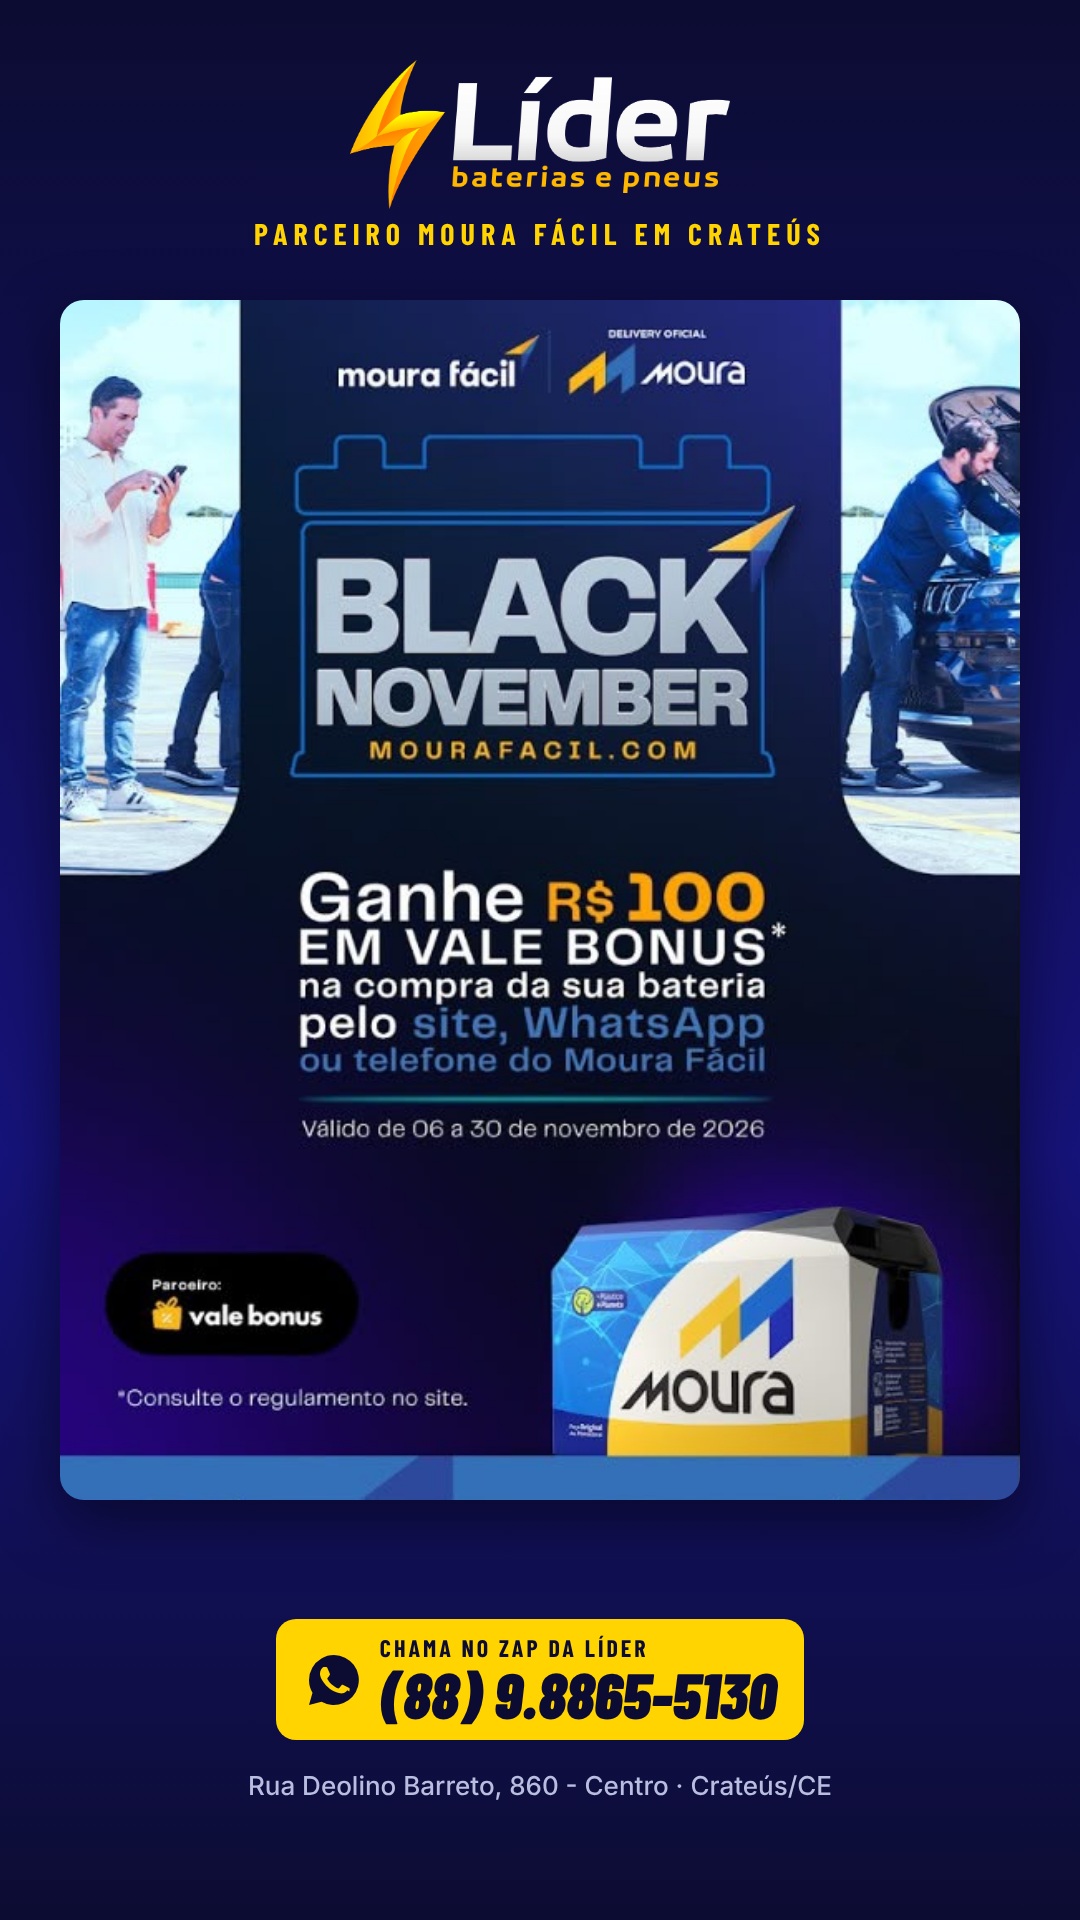 Líder
baterias e pneus
PARCEIRO MOURA FÁCIL EM CRATEÚS
DELIVERY OFICIAL
moura fácil
moura
BLACK
NOVEMBER
MOURAFACIL.COM
Ganhe R$ 100
EM VALE BONUS*
na compra da sua bateria
pelo site, WhatsApp
ou telefone do Moura Fácil
Válido de 06 a 30 de novembro de 2026
Parceiro:
vale bonus
*Consulte o regulamento no site.
moura
CHAMA NO ZAP DA LÍDER
(88) 9.8865-5130
Rua Deolino Barreto, 860 - Centro · Crateús/CE